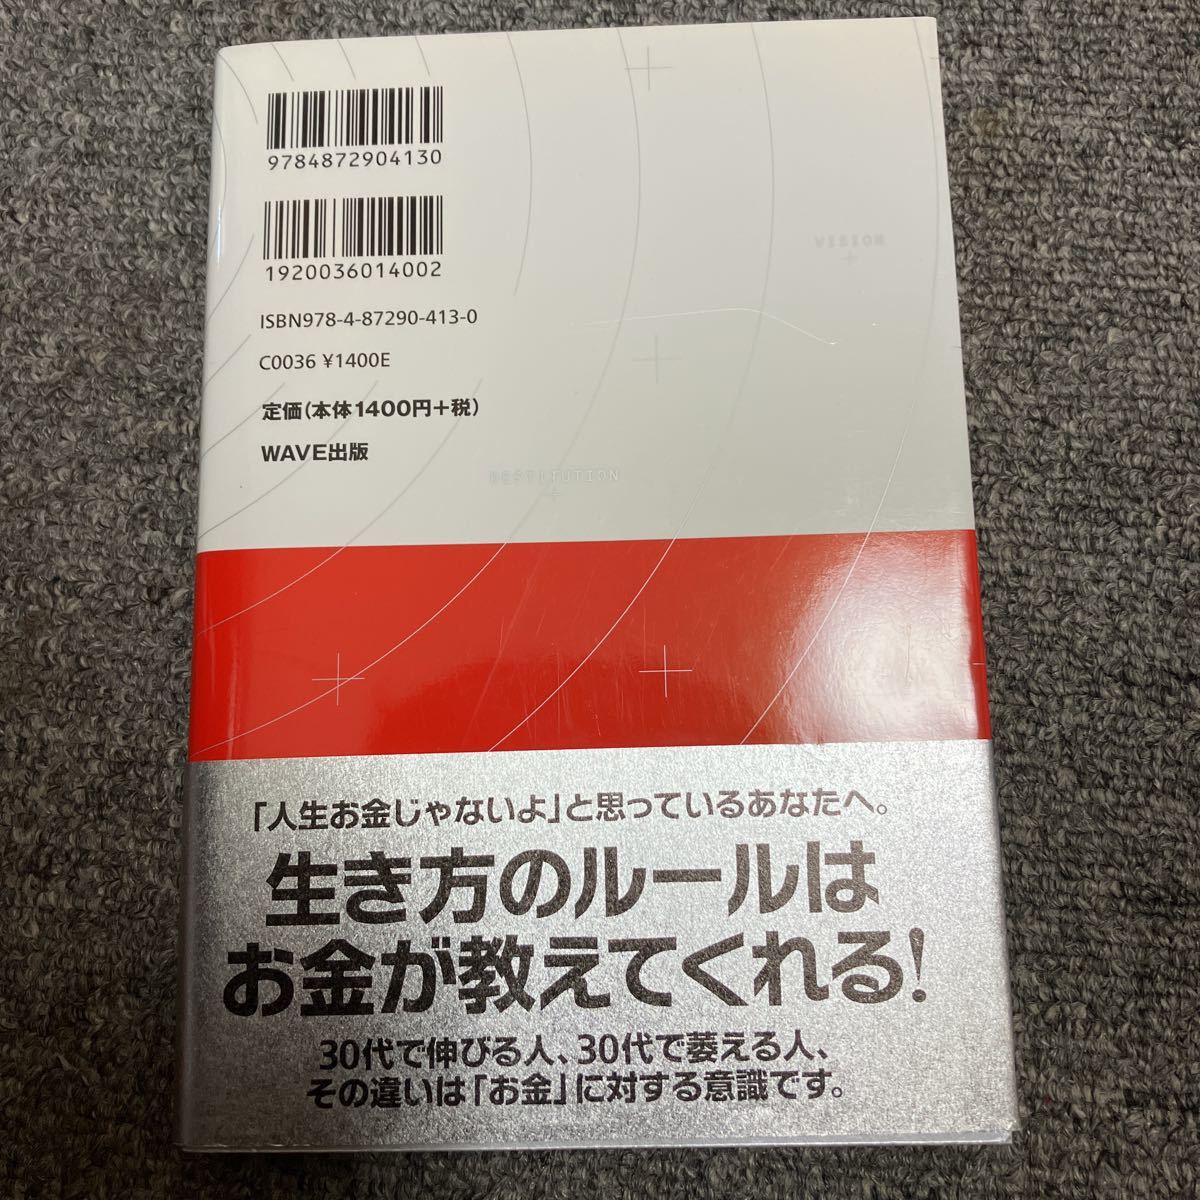 9784872904130
1920036014002
ISBN978-4-87290-413-0
C0036 ¥1400E
定価(本体1400円+税)
WAVE出版
VISION
DESTITUTION
「人生お金じゃないよ」と思っているあなたへ。
生き方のルールは
お金が教えてくれる!
30代で伸びる人、30代で萎える人、
その違いは「お金」に対する意識です。